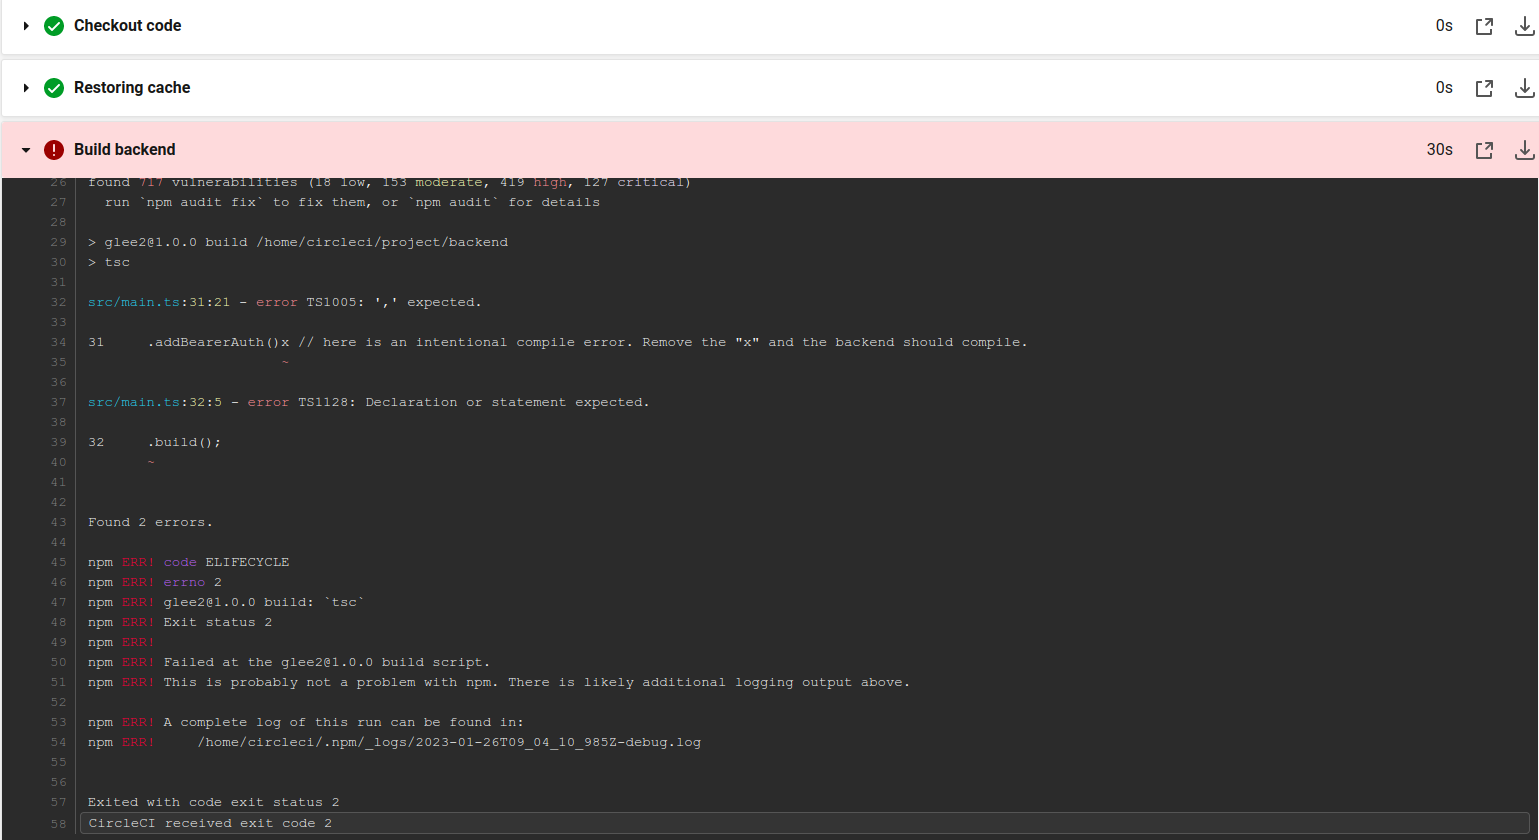 Checkout code 0s
Restoring cache 0s
Build backend 30s
26 found 717 vulnerabilities (18 low, 153 moderate, 419 high, 127 critical)
27 run `npm audit fix` to fix them, or `npm audit` for details
28
29 > glee2@1.0.0 build /home/circleci/project/backend
30 > tsc
31
32 src/main.ts:31:21 - error TS1005: ',' expected.
33
34 31     .addBearerAuth()x // here is an intentional compile error. Remove the "x" and the backend should compile.
35 ~
36
37 src/main.ts:32:5 - error TS1128: Declaration or statement expected.
38
39 32     .build();
40 ~
41
42
43 Found 2 errors.
44
45 npm ERR! code ELIFECYCLE
46 npm ERR! errno 2
47 npm ERR! glee2@1.0.0 build: `tsc`
48 npm ERR! Exit status 2
49 npm ERR!
50 npm ERR! Failed at the glee2@1.0.0 build script.
51 npm ERR! This is probably not a problem with npm. There is likely additional logging output above.
52
53 npm ERR! A complete log of this run can be found in:
54 npm ERR!     /home/circleci/.npm/_logs/2023-01-26T09_04_10_985Z-debug.log
55
56
57 Exited with code exit status 2
58 CircleCI received exit code 2